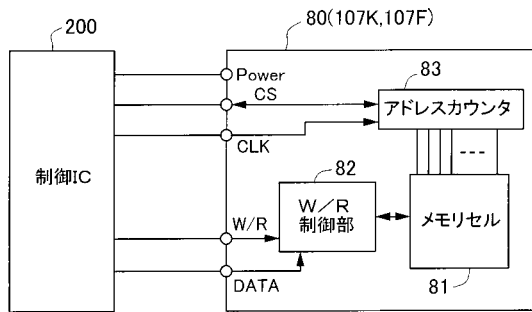 200
80(107K,107F)
Power
83
CS
アドレスカウンタ
CLK
制御IC
82
W/R
制御部
メモリセル
W/R
DATA
81